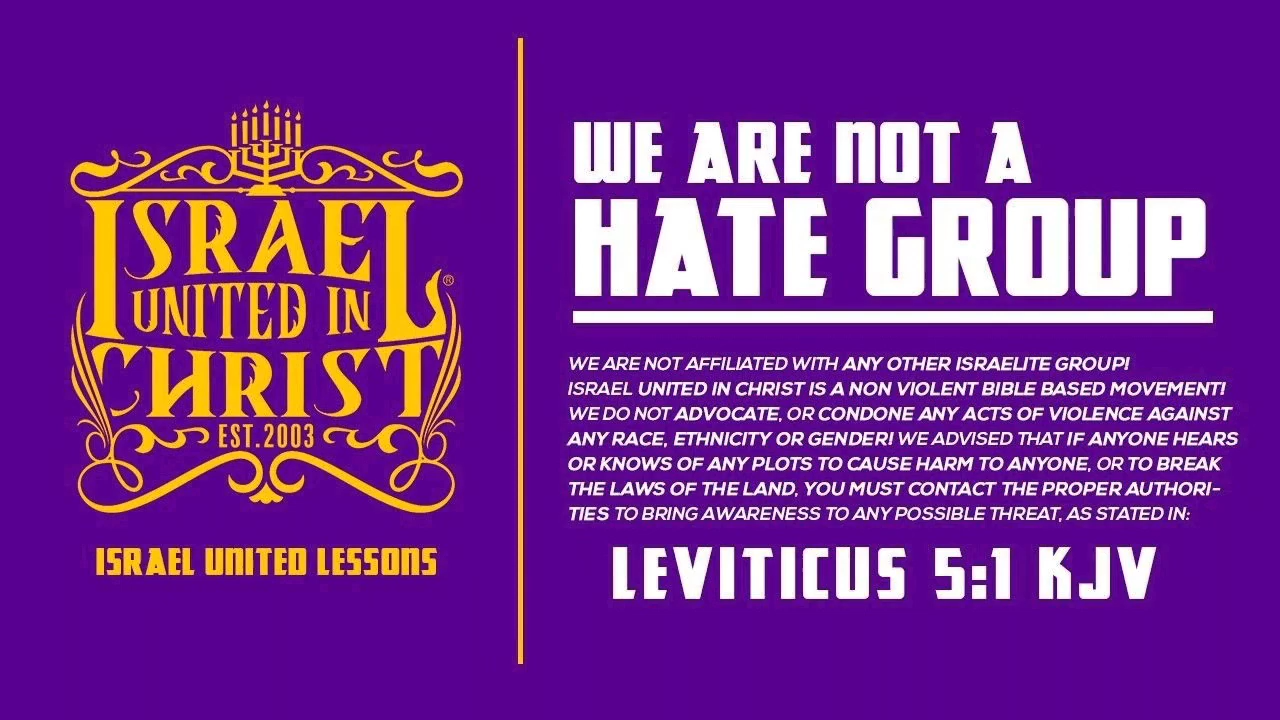 ISRAEL
UNITED IN
CHRIST
®
EST.2003
ISRAEL UNITED LESSONS
WE ARE NOT A
HATE GROUP
WE ARE NOT AFFILIATED WITH ANY OTHER ISRAELITE GROUP!
ISRAEL UNITED IN CHRIST IS A NON VIOLENT BIBLE BASED MOVEMENT!
WE DO NOT ADVOCATE, OR CONDONE ANY ACTS OF VIOLENCE AGAINST
ANY RACE, ETHNICITY OR GENDER! WE ADVISED THAT IF ANYONE HEARS
OR KNOWS OF ANY PLOTS TO CAUSE HARM TO ANYONE, OR TO BREAK
THE LAWS OF THE LAND, YOU MUST CONTACT THE PROPER AUTHORI-
TIES TO BRING AWARENESS TO ANY POSSIBLE THREAT, AS STATED IN:
LEVITICUS 5:1 KJV